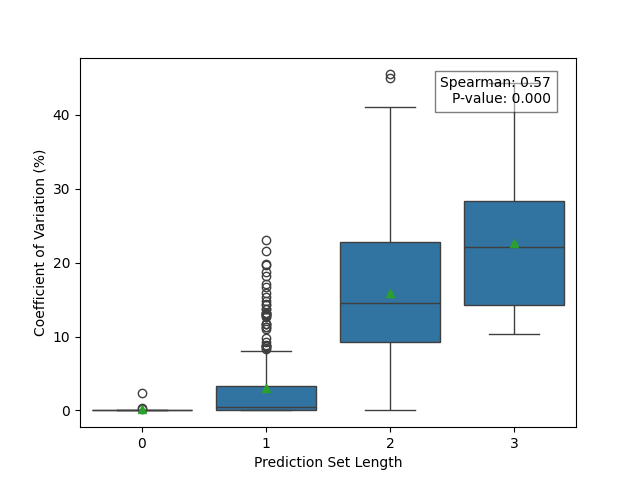 Spearman: 0.57
P-value: 0.000
40
30
20
10
0
Coefficient of Variation (%)
0 1 2 3
Prediction Set Length